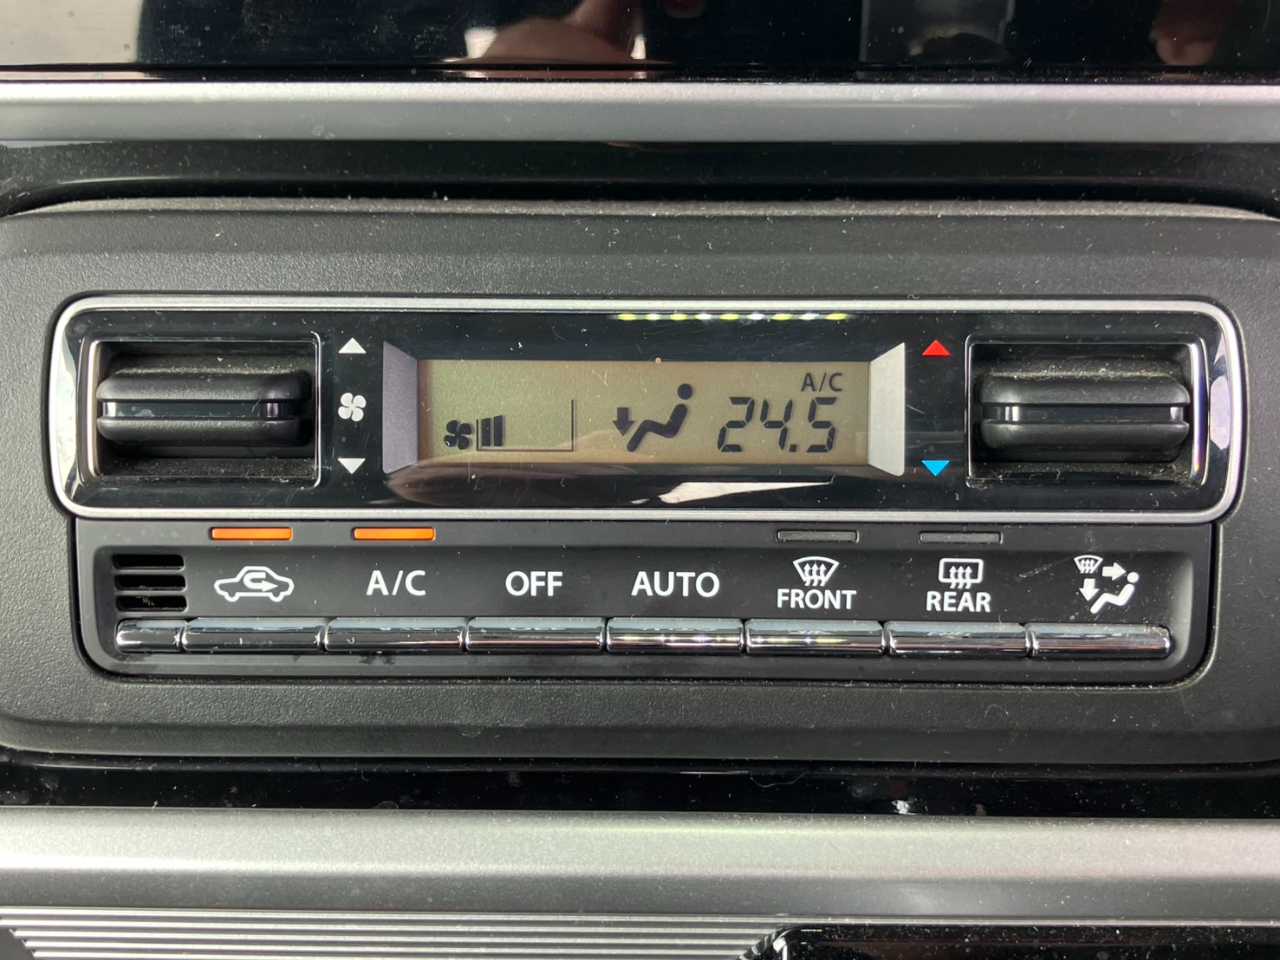 A/C
24.5
A/C OFF AUTO FRONT REAR